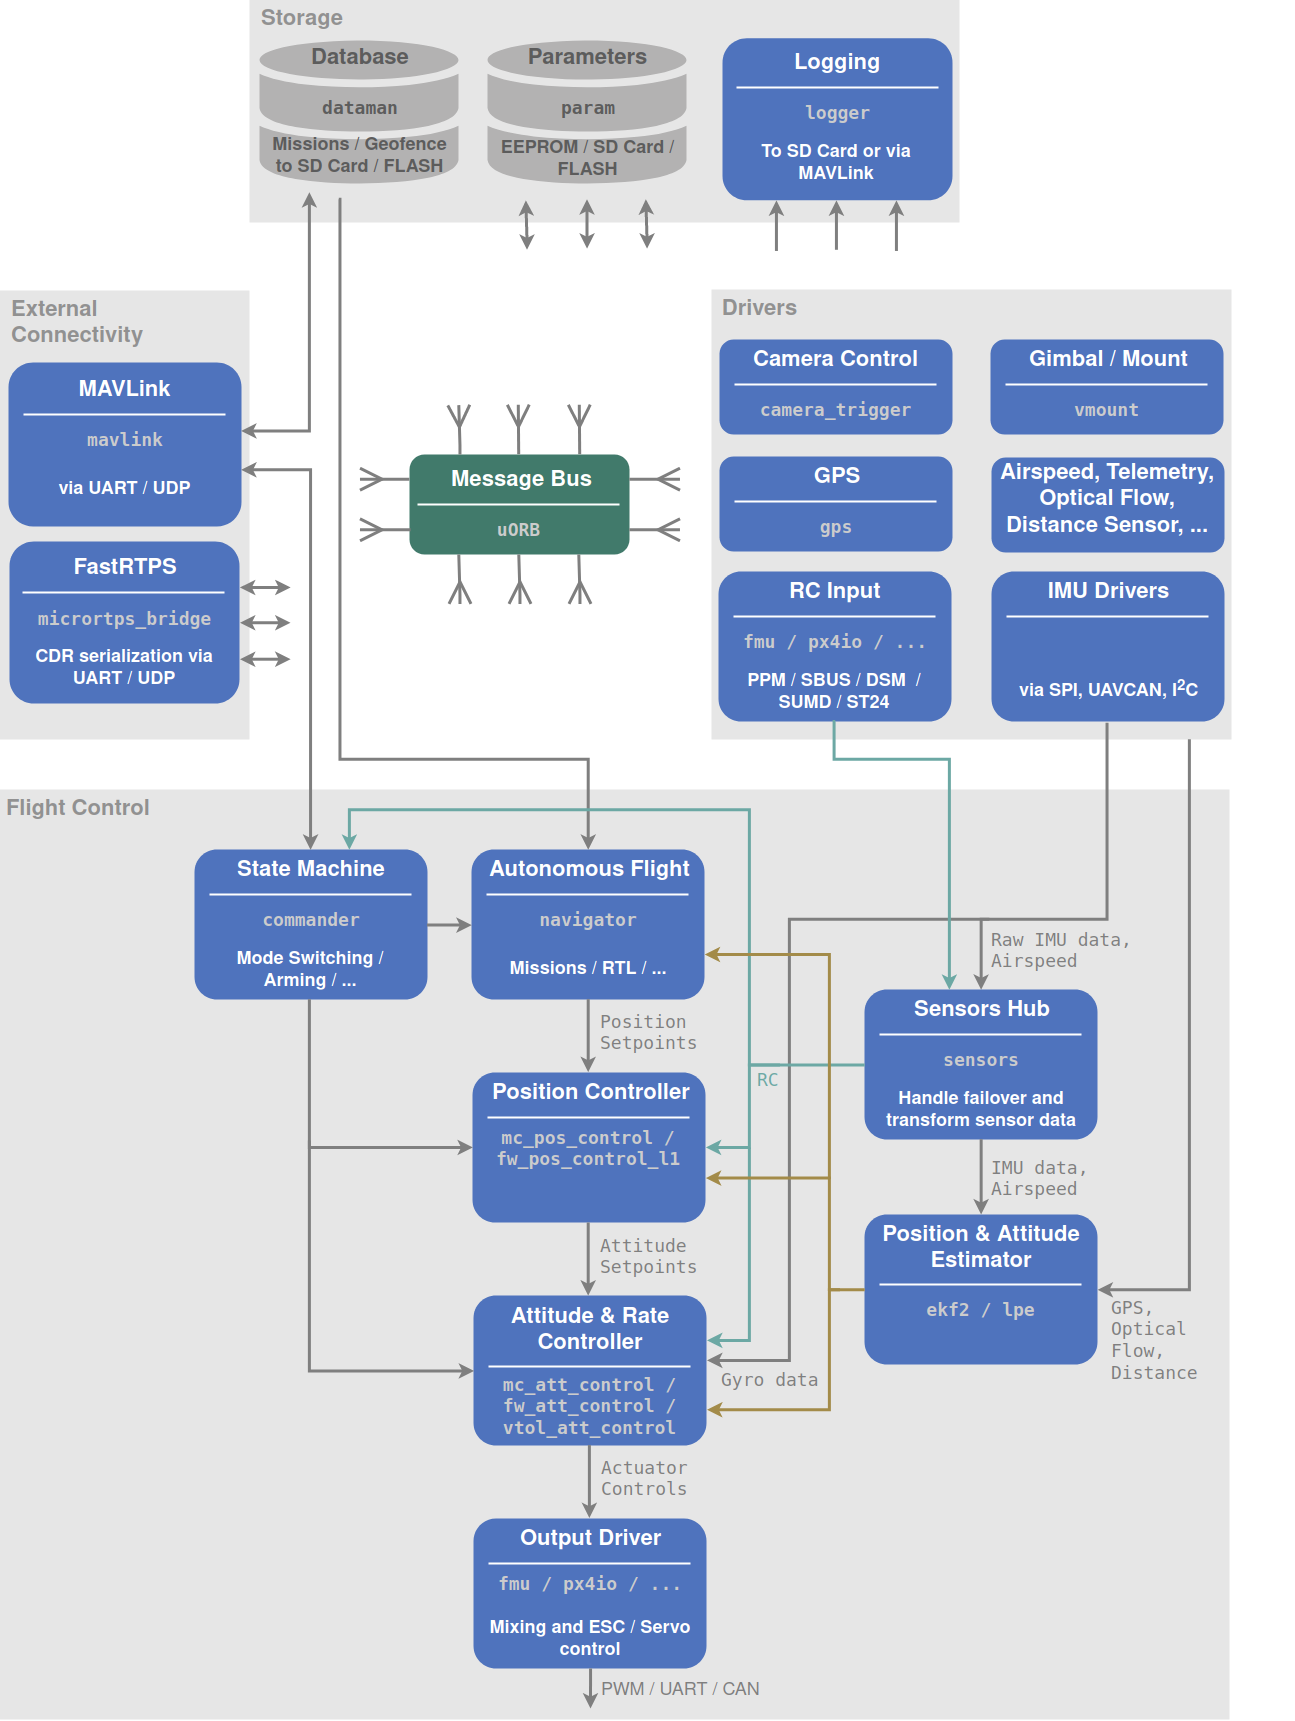 Storage
Database
dataman
Missions / Geofence
to SD Card / FLASH
Parameters
param
EEPROM / SD Card /
FLASH
Logging
logger
To SD Card or via
MAVLink
External
Connectivity
MAVLink
mavlink
via UART / UDP
FastRTPS
micrortps_bridge
CDR serialization via
UART / UDP
Message Bus
uORB
Drivers
Camera Control
camera_trigger
Gimbal / Mount
vmount
GPS
gps
Airspeed, Telemetry,
Optical Flow,
Distance Sensor, ...
RC Input
fmu / px4io / ...
PPM / SBUS / DSM /
SUMD / ST24
IMU Drivers
via SPI, UAVCAN, I²C
Flight Control
State Machine
commander
Mode Switching /
Arming / ...
Autonomous Flight
navigator
Missions / RTL / ...
Raw IMU data,
Airspeed
Position
Setpoints
Sensors Hub
sensors
Handle failover and
transform sensor data
RC
Position Controller
mc_pos_control /
fw_pos_control_l1
IMU data,
Airspeed
Attitude
Setpoints
Position & Attitude
Estimator
ekf2 / lpe
GPS,
Optical
Flow,
Distance
Attitude & Rate
Controller
mc_att_control /
fw_att_control /
vtol_att_control
Gyro data
Actuator
Controls
Output Driver
fmu / px4io / ...
Mixing and ESC / Servo
control
PWM / UART / CAN